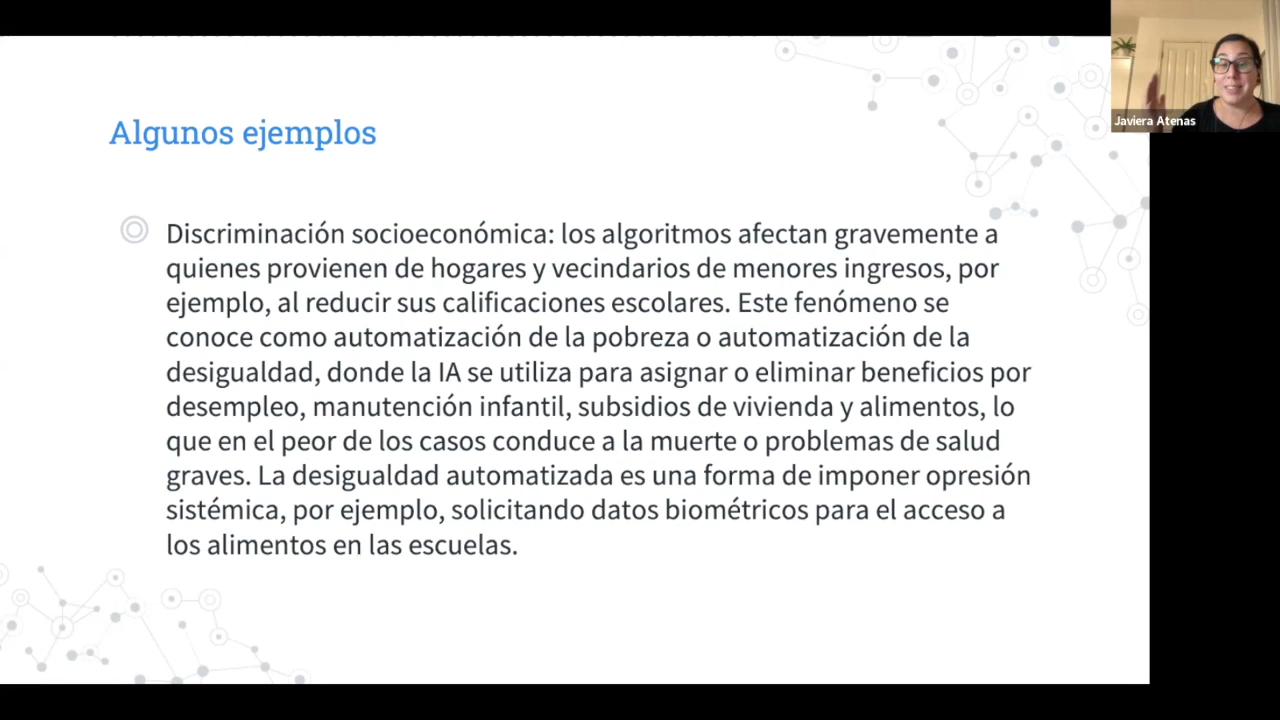 Algunos ejemplos
Discriminación socioeconómica: los algoritmos afectan gravemente a
quienes provienen de hogares y vecindarios de menores ingresos, por
ejemplo, al reducir sus calificaciones escolares. Este fenómeno se
conoce como automatización de la pobreza o automatización de la
desigualdad, donde la IA se utiliza para asignar o eliminar beneficios por
desempleo, manutención infantil, subsidios de vivienda y alimentos, lo
que en el peor de los casos conduce a la muerte o problemas de salud
graves. La desigualdad automatizada es una forma de imponer opresión
sistémica, por ejemplo, solicitando datos biométricos para el acceso a
los alimentos en las escuelas.
Javiera Atenas